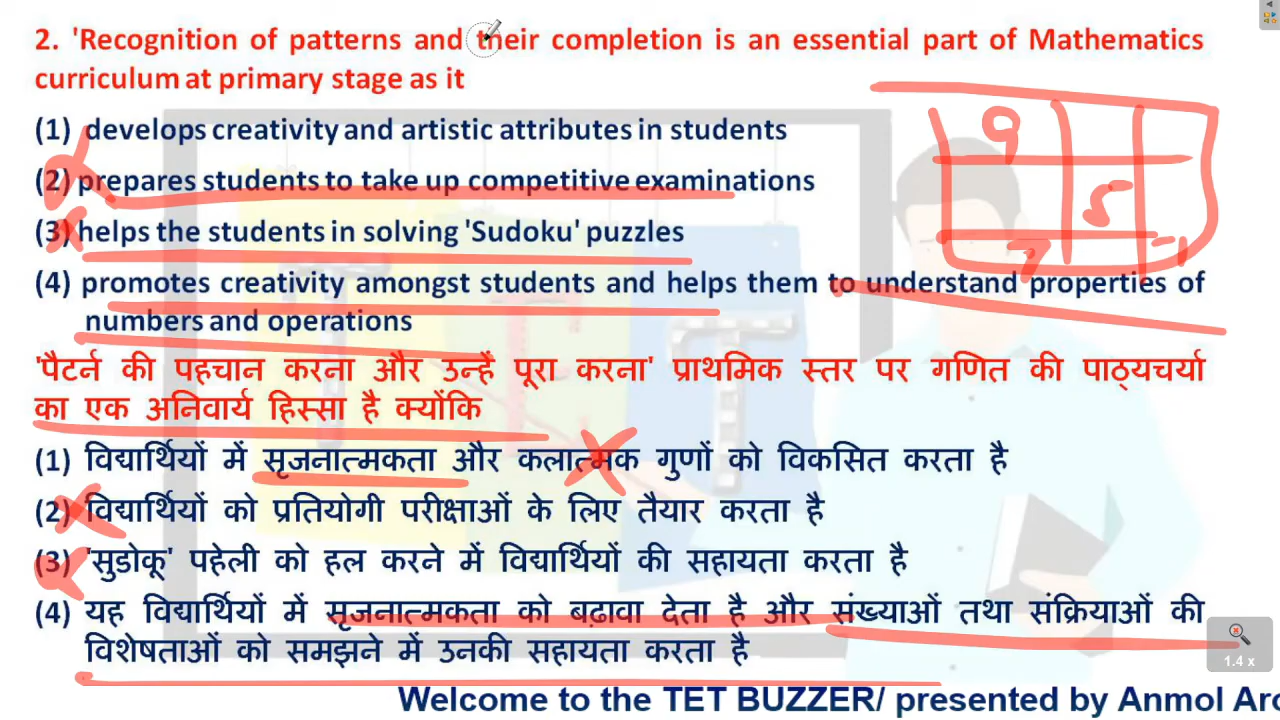 2. 'Recognition of patterns and their completion is an essential part of Mathematics
curriculum at primary stage as it
(1) develops creativity and artistic attributes in students
(2) prepares students to take up competitive examinations
(3) helps the students in solving 'Sudoku' puzzles
(4) promotes creativity amongst students and helps them to understand properties of
numbers and operations
'पैटर्न की पहचान करना और उन्हें पूरा करना' प्राथमिक स्तर पर गणित की पाठ्यचर्या
का एक अनिवार्य हिस्सा है क्योंकि
(1) विद्यार्थियों में सृजनात्मकता और कलात्मक गुणों को विकसित करता है
(2) विद्यार्थियों को प्रतियोगी परीक्षाओं के लिए तैयार करता है
(3) 'सुडोकू' पहेली को हल करने में विद्यार्थियों की सहायता करता है
(4) यह विद्यार्थियों में सृजनात्मकता को बढ़ावा देता है और संख्याओं तथा संक्रियाओं की
विशेषताओं को समझने में उनकी सहायता करता है
9
5
7
1.4 x
Welcome to the TET BUZZER/ presented by Anmol Aro